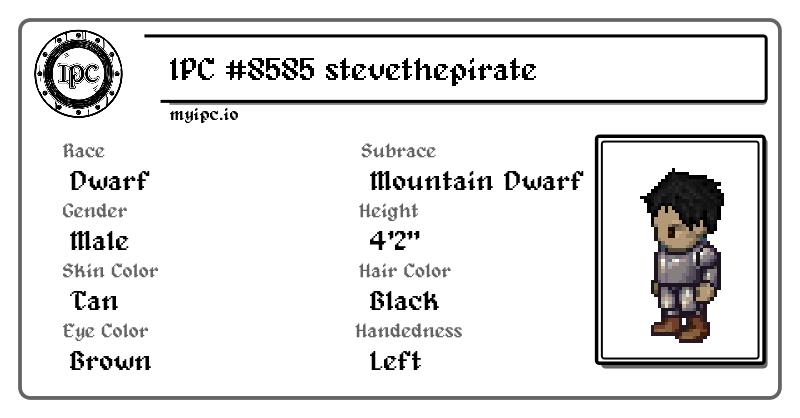 IPC
IPC #8585 stevethepirate
myipc.io
Race
Dwarf
Subrace
Mountain Dwarf
Gender
Male
Height
4'2"
Skin Color
Tan
Hair Color
Black
Eye Color
Brown
Handedness
Left